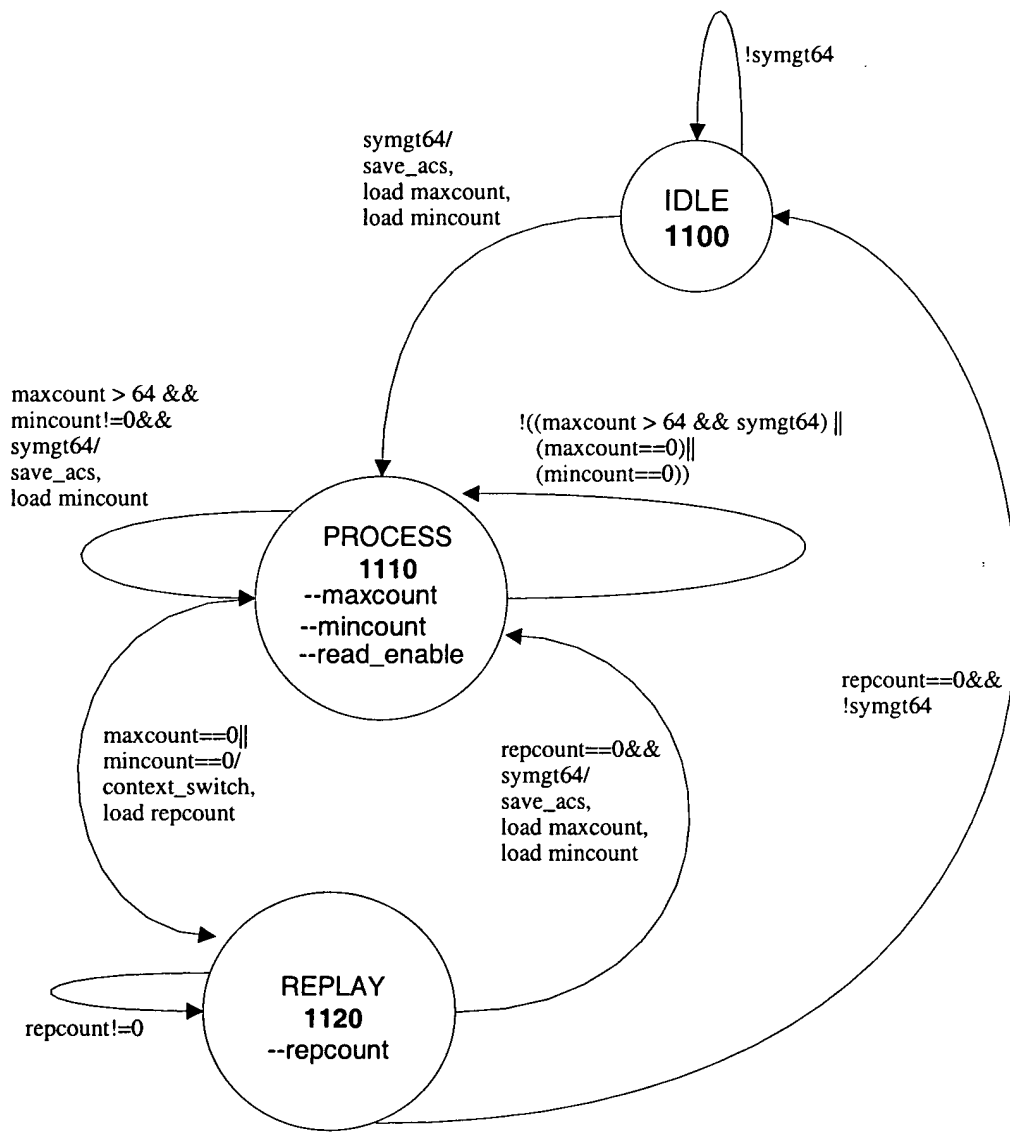 !symgt64
symgt64/
save_acs,
load maxcount,
load mincount
IDLE
1100
maxcount > 64 &&
mincount!=0&&
symgt64/
save_acs,
load mincount
!((maxcount > 64 && symgt64) ||
(maxcount==0)||
(mincount==0))
PROCESS
1110
--maxcount
--mincount
--read_enable
maxcount==0||
mincount==0/
context_switch,
load repcount
repcount==0&&
symgt64/
save_acs,
load maxcount,
load mincount
repcount==0&&
!symgt64
REPLAY
1120
--repcount
repcount!=0